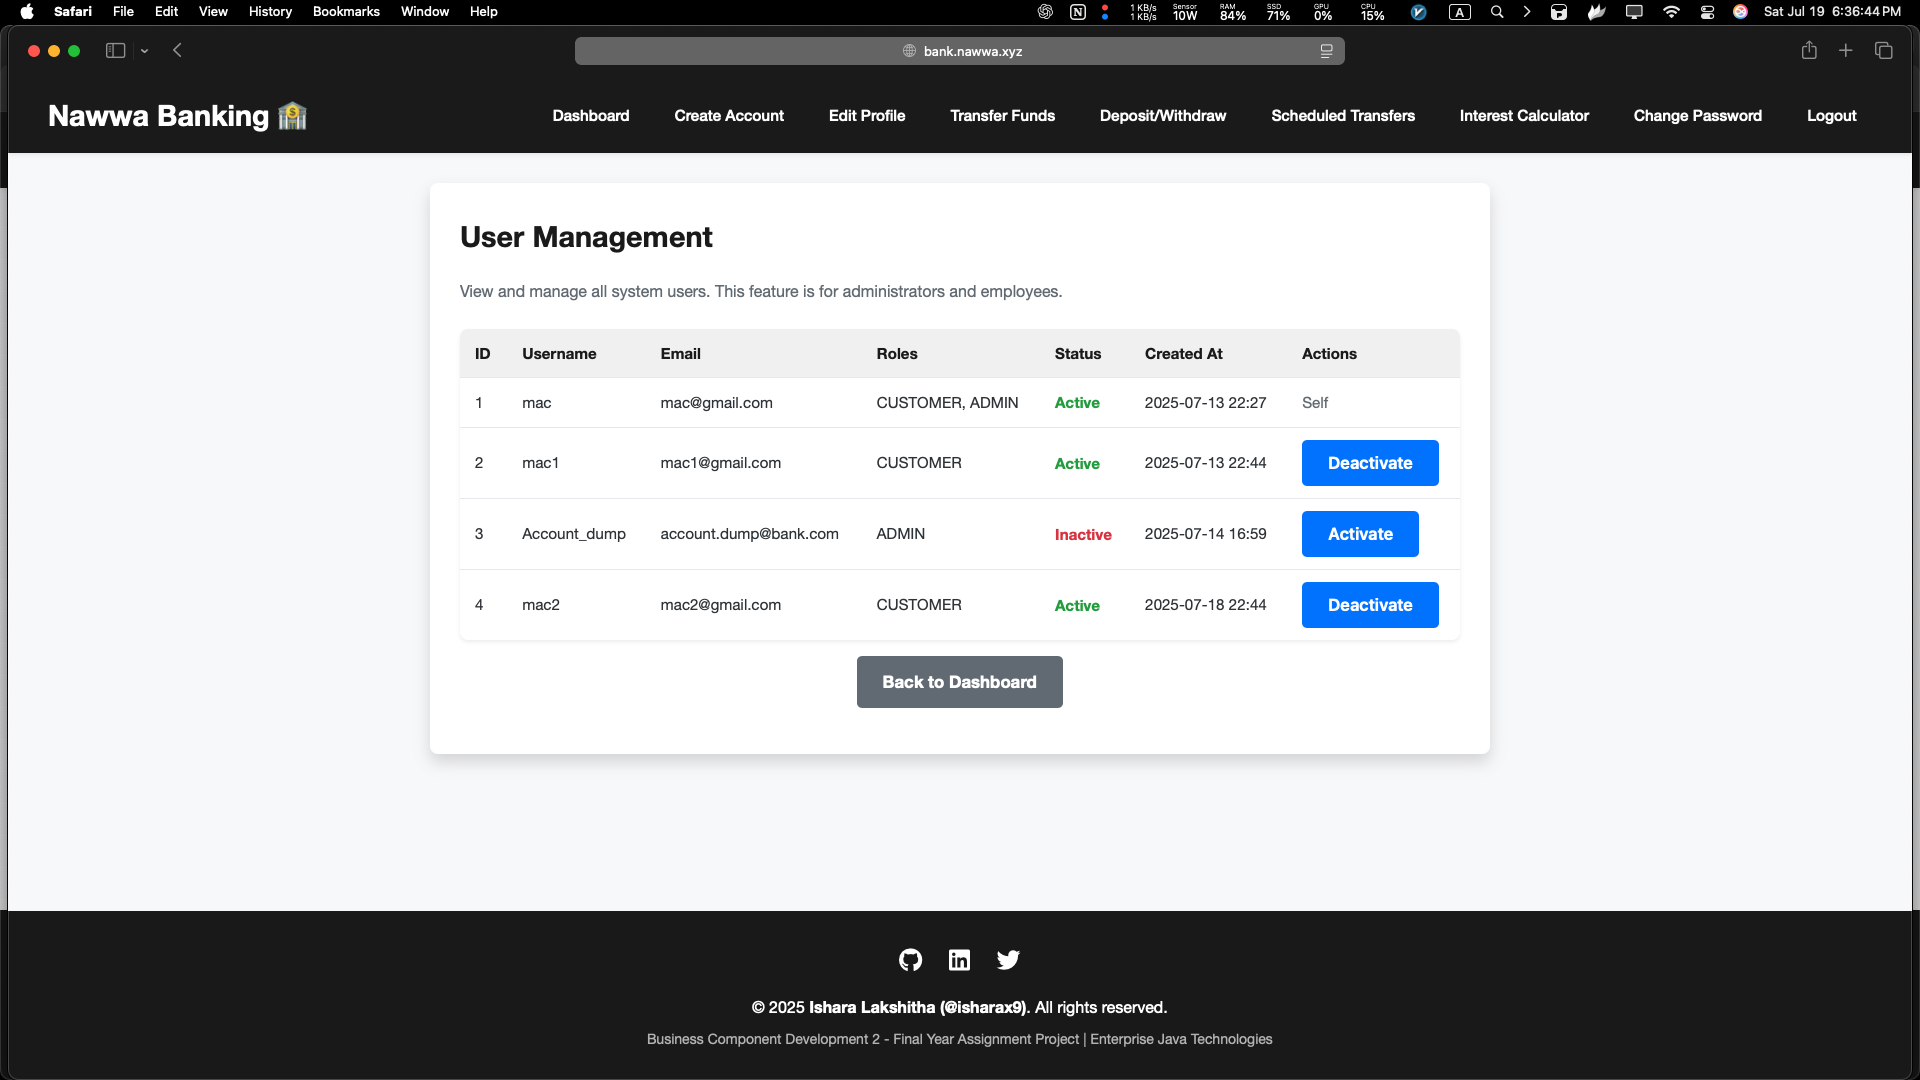 Safari File Edit View History Bookmarks Window Help 1 KB/s 1 KB/s Sensor 10W RAM 84% SSD 71% GPU 0% CPU 15% A Sat Jul 19 6:36:44 PM
bank.nawwa.xyz
Nawwa Banking Dashboard Create Account Edit Profile Transfer Funds Deposit/Withdraw Scheduled Transfers Interest Calculator Change Password Logout
User Management
View and manage all system users. This feature is for administrators and employees.
ID Username Email Roles Status Created At Actions
1 mac mac@gmail.com CUSTOMER, ADMIN Active 2025-07-13 22:27 Self
2 mac1 mac1@gmail.com CUSTOMER Active 2025-07-13 22:44 Deactivate
3 Account_dump account.dump@bank.com ADMIN Inactive 2025-07-14 16:59 Activate
4 mac2 mac2@gmail.com CUSTOMER Active 2025-07-18 22:44 Deactivate
Back to Dashboard
© 2025 Ishara Lakshitha (@isharax9). All rights reserved.
Business Component Development 2 - Final Year Assignment Project | Enterprise Java Technologies